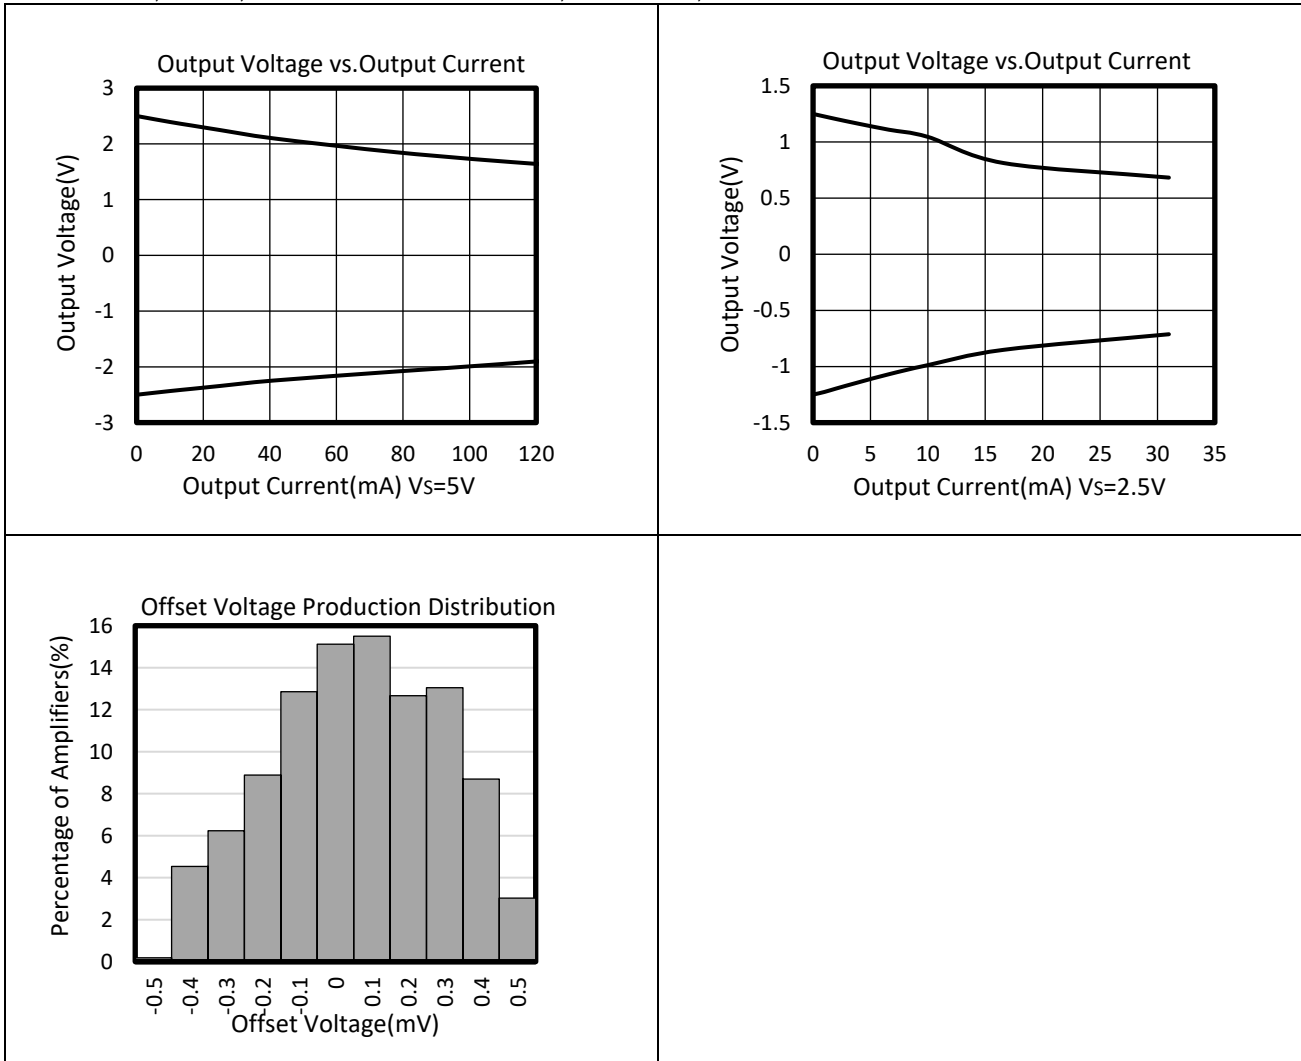 Output Voltage vs.Output Current
3
2
1
0
-1
-2
-3
Output Voltage(V)
0 20 40 60 80 100 120
Output Current(mA) Vs=5V
Output Voltage vs.Output Current
1.5
1
0.5
0
-0.5
-1
-1.5
Output Voltage(V)
0 5 10 15 20 25 30 35
Output Current(mA) Vs=2.5V
Offset Voltage Production Distribution
16
14
12
10
8
6
4
2
0
Percentage of Amplifiers(%)
-0.5 -0.4 -0.3 -0.2 -0.1 0 0.1 0.2 0.3 0.4 0.5
Offset Voltage(mV)